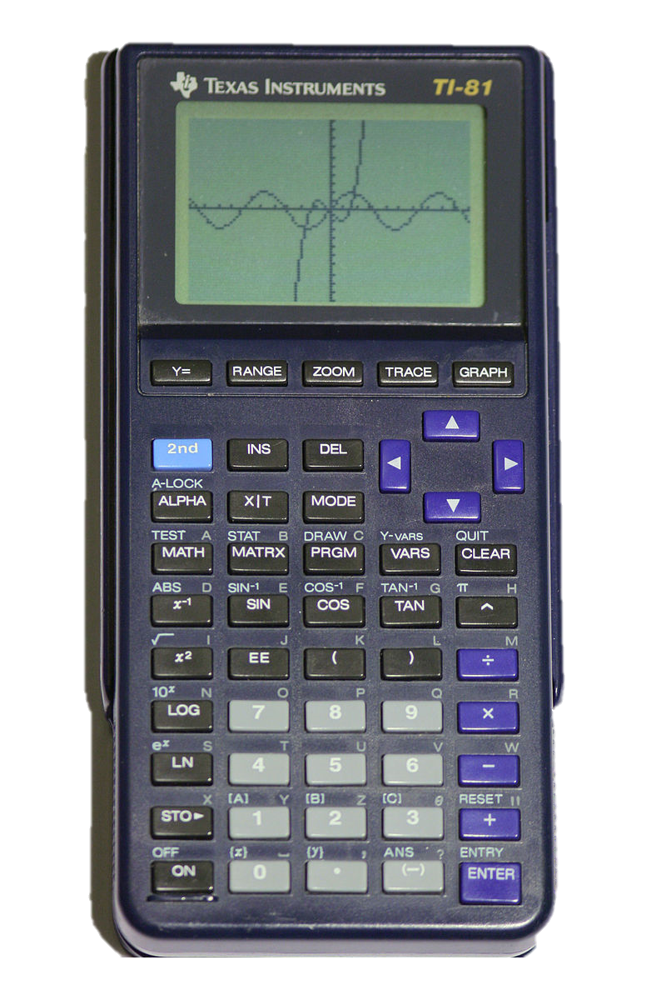 TEXAS INSTRUMENTS TI-81
Y= RANGE ZOOM TRACE GRAPH
2nd INS DEL
A-LOCK
ALPHA X|T MODE
TEST A STAT B DRAW C Y-VARS QUIT
MATH MATRX PRGM VARS CLEAR
ABS D SIN⁻¹ E COS⁻¹ F TAN⁻¹ G π H
x⁻¹ SIN COS TAN ^
√ I J K L M
x² EE ( ) ÷
10ˣ N O P Q R
LOG 7 8 9 ×
eˣ S T U V W
LN 4 5 6 −
X [A] Y [B] Z [C] θ RESET
STO► 1 2 3 +
OFF {x} ␣ {y} , ANS ? ENTRY
ON 0 . (−) ENTER